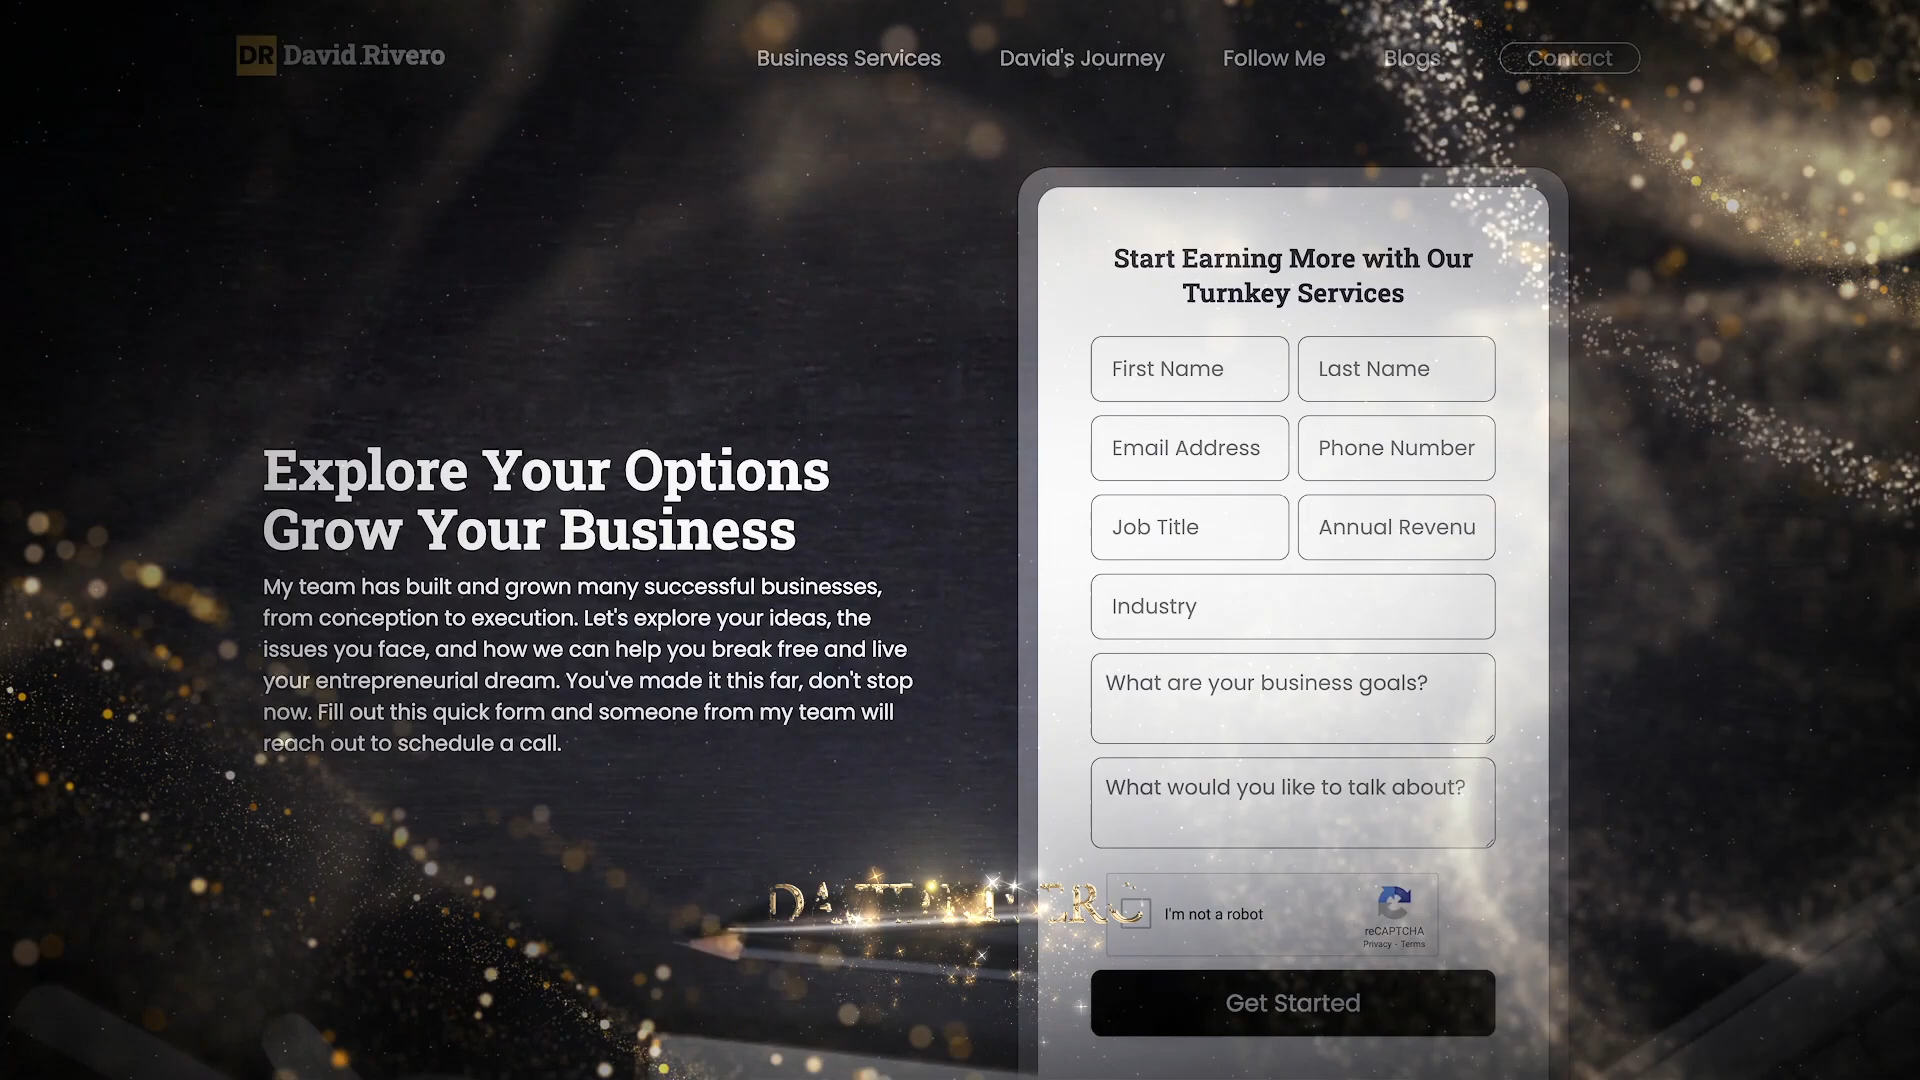 DR David Rivero
Business Services
David's Journey
Follow Me
Blogs
Contact
Explore Your Options
Grow Your Business
My team has built and grown many successful businesses,
from conception to execution. Let's explore your ideas, the
issues you face, and how we can help you break free and live
your entrepreneurial dream. You've made it this far, don't stop
now. Fill out this quick form and someone from my team will
reach out to schedule a call.
Start Earning More with Our
Turnkey Services
First Name
Last Name
Email Address
Phone Number
Job Title
Annual Revenu
Industry
What are your business goals?
What would you like to talk about?
I'm not a robot
reCAPTCHA
Privacy - Terms
Get Started